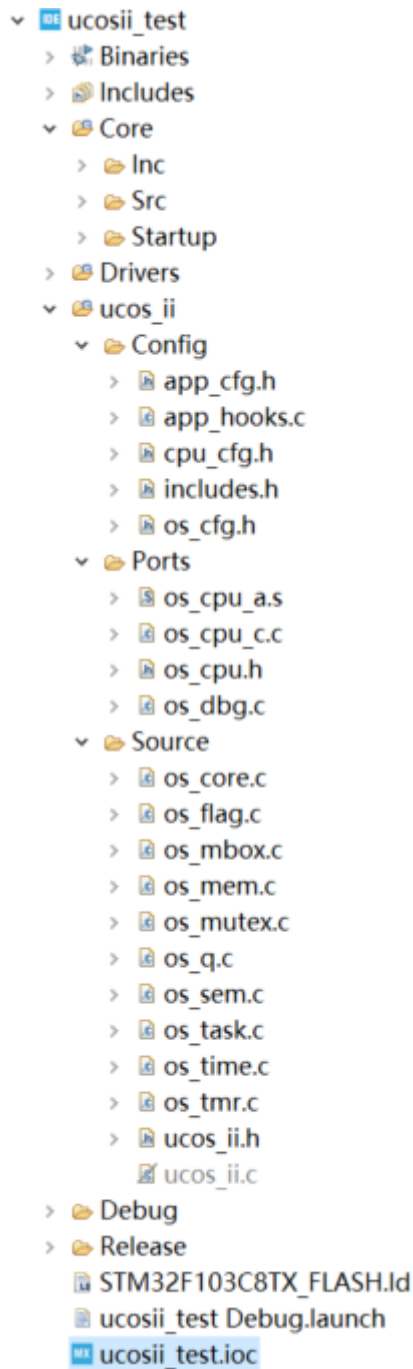 ucosii_test
Binaries
Includes
Core
Inc
Src
Startup
Drivers
ucos_ii
Config
app_cfg.h
app_hooks.c
cpu_cfg.h
includes.h
os_cfg.h
Ports
os_cpu_a.s
os_cpu_c.c
os_cpu.h
os_dbg.c
Source
os_core.c
os_flag.c
os_mbox.c
os_mem.c
os_mutex.c
os_q.c
os_sem.c
os_task.c
os_time.c
os_tmr.c
ucos_ii.h
ucos_ii.c
Debug
Release
STM32F103C8TX_FLASH.ld
ucosii_test Debug.launch
ucosii_test.ioc